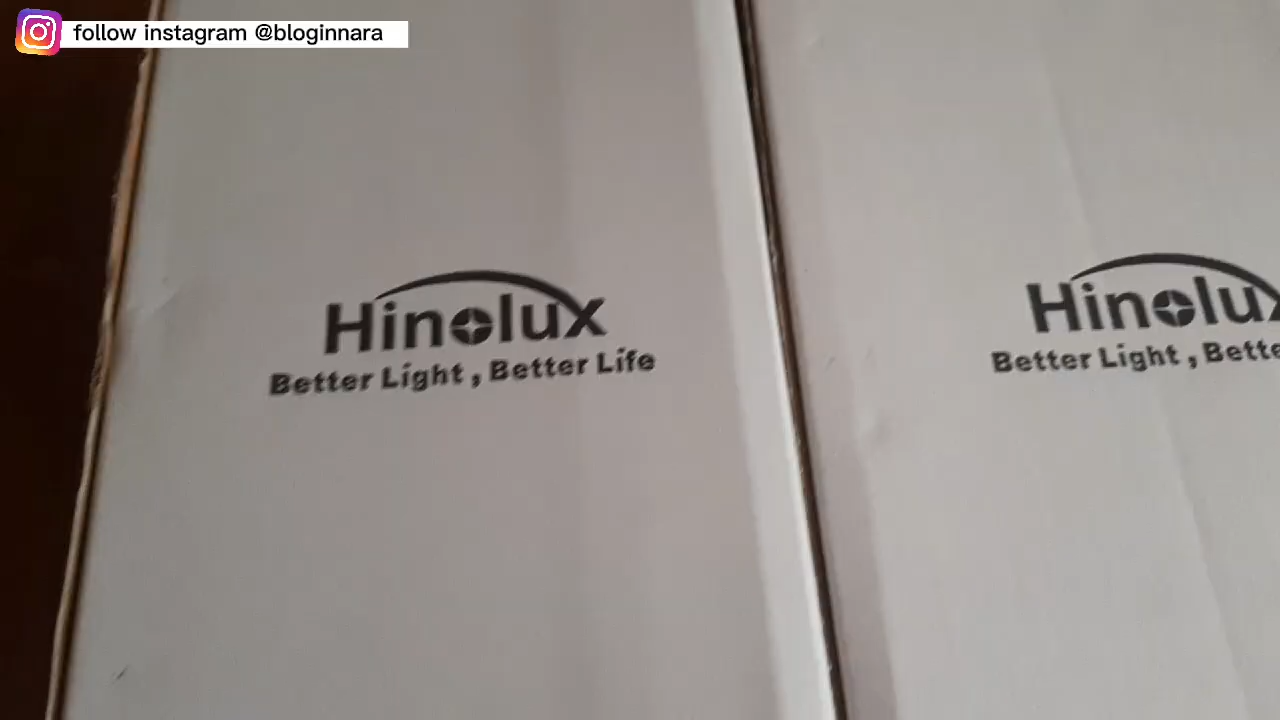 follow instagram @bloginnara
Hinolux
Better Light , Better Life
Hinolux
Better Light , Bette